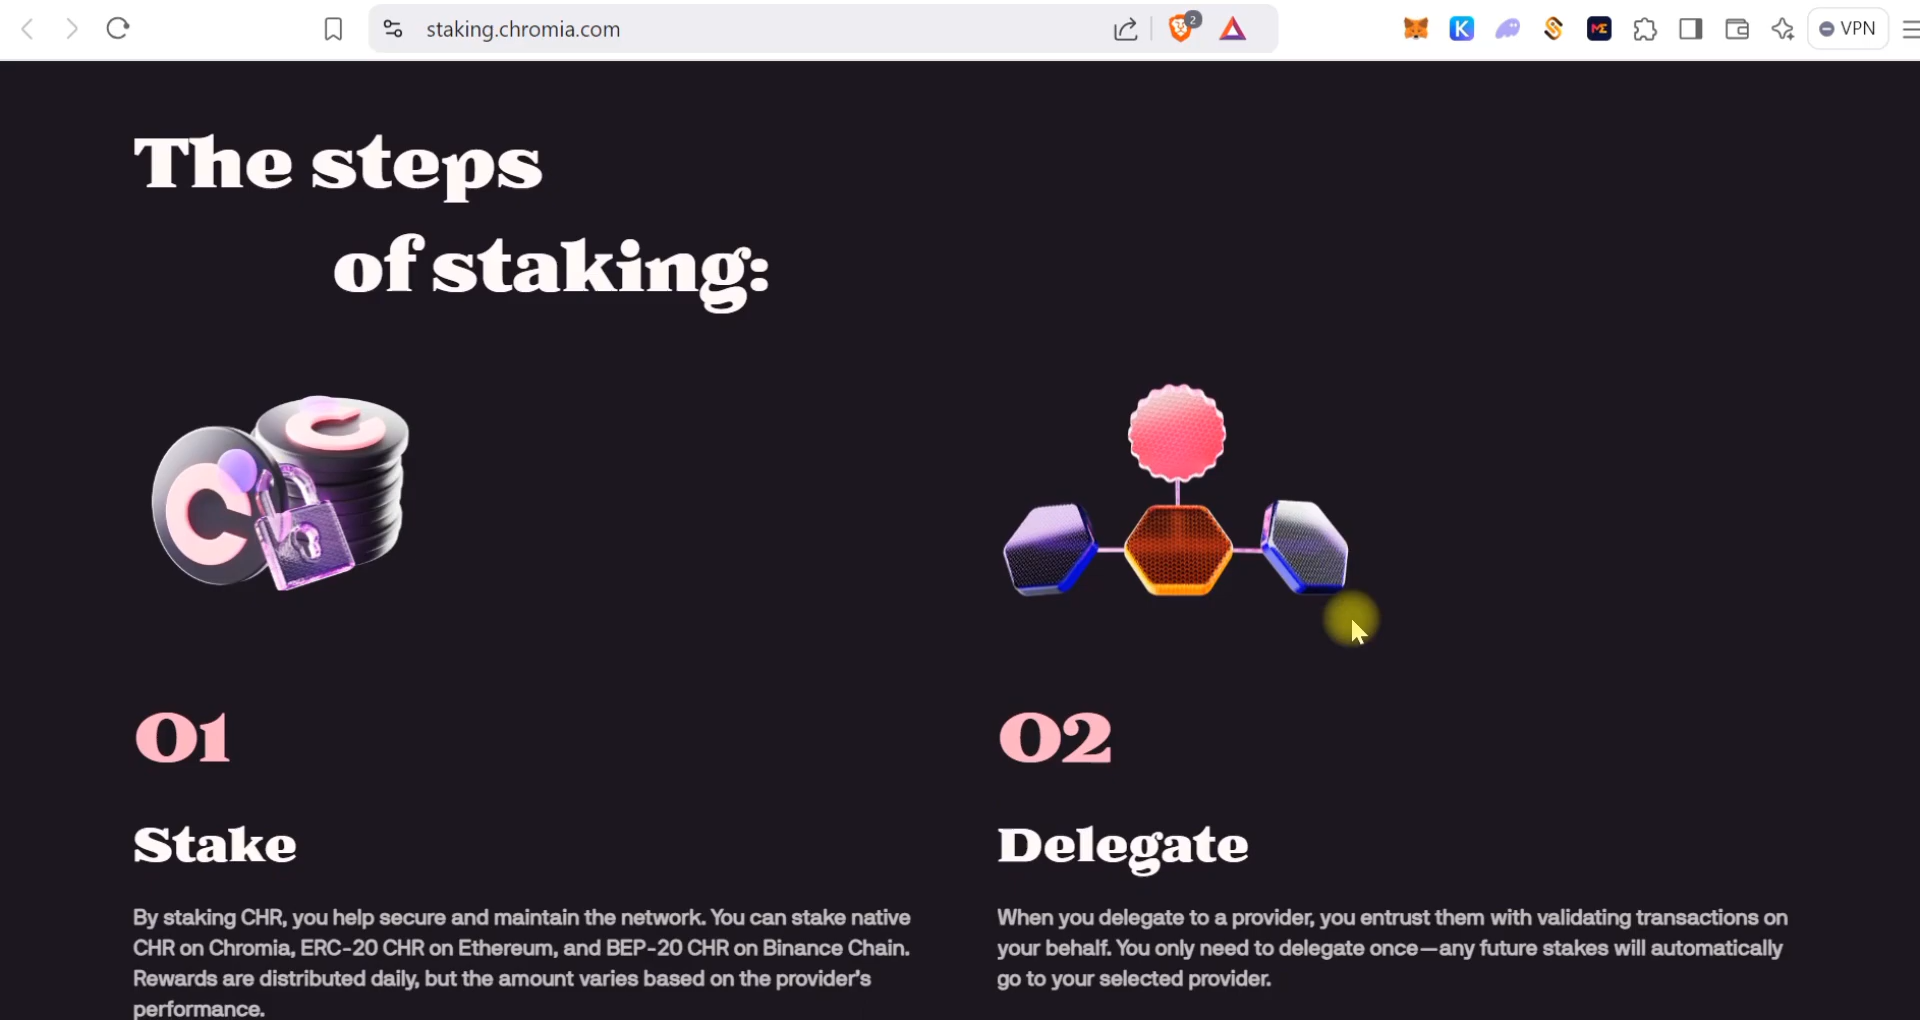 staking.chromia.com
2
VPN
The steps
of staking:
01
Stake
By staking CHR, you help secure and maintain the network. You can stake native
CHR on Chromia, ERC-20 CHR on Ethereum, and BEP-20 CHR on Binance Chain.
Rewards are distributed daily, but the amount varies based on the provider's
performance.
02
Delegate
When you delegate to a provider, you entrust them with validating transactions on
your behalf. You only need to delegate once—any future stakes will automatically
go to your selected provider.